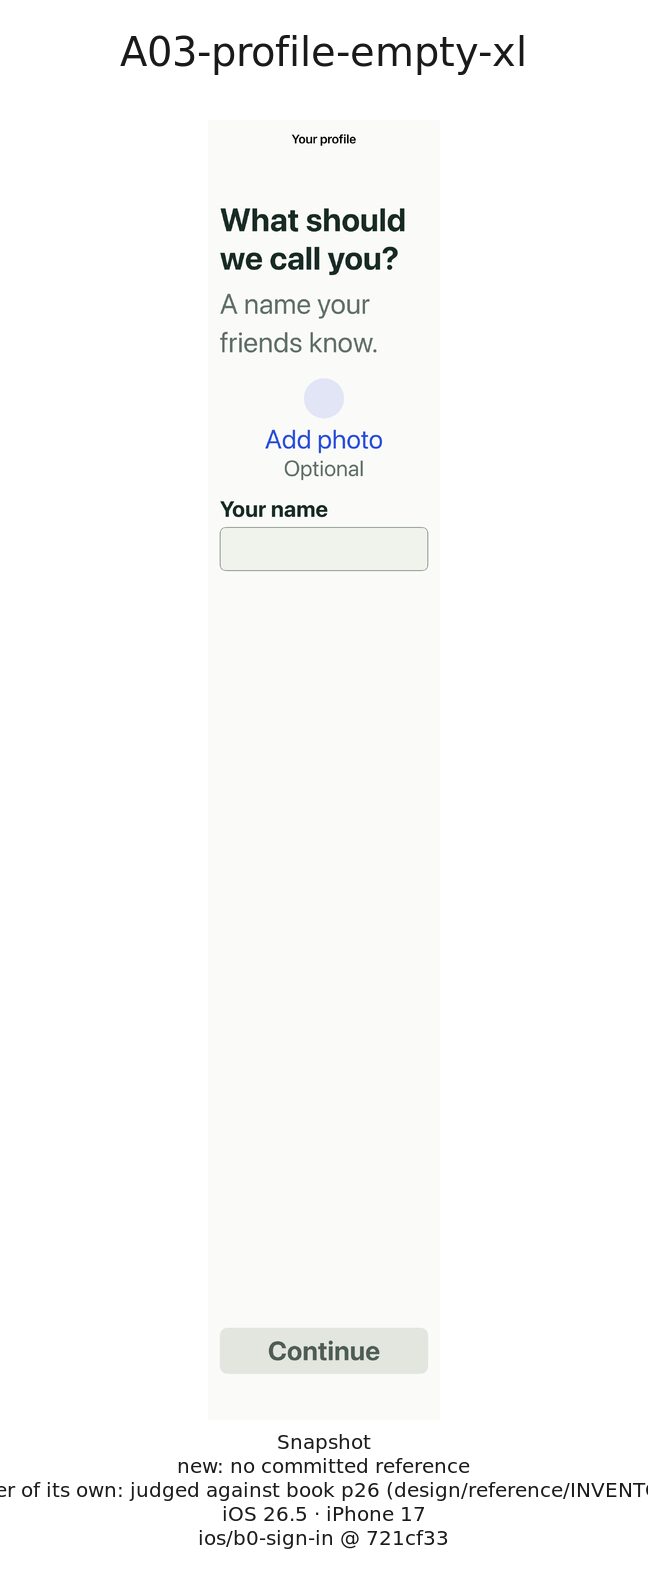 A03-profile-empty-xl
Your profile
What should
we call you?
A name your
friends know.
Add photo
Optional
Your name
Continue
Snapshot
new: no committed reference
of its own: judged against book p26 (design/reference/
iOS 26.5 · iPhone 17
ios/b0-sign-in @ 721cf33